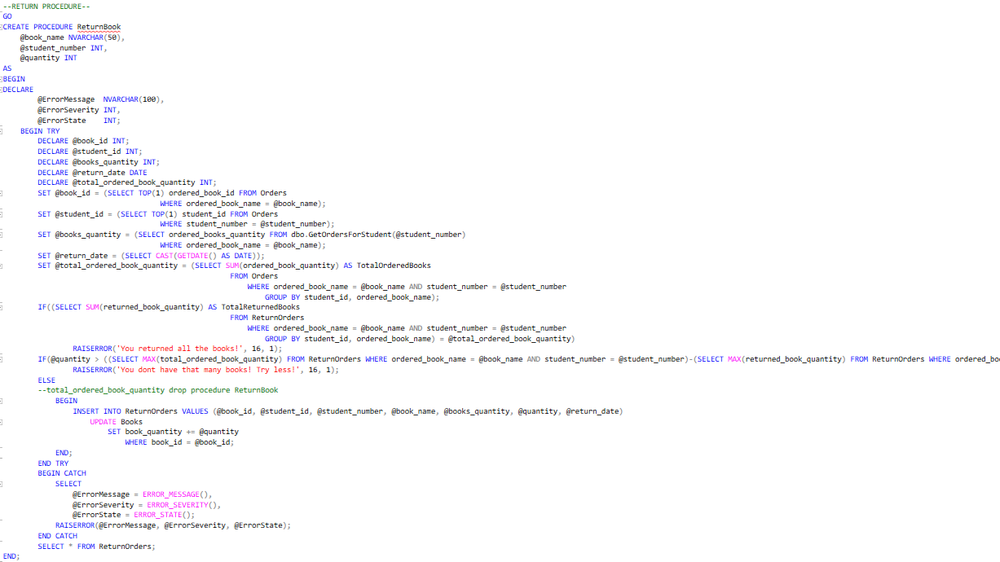 --RETURN PROCEDURE--
GO
CREATE PROCEDURE ReturnBook
@book_name NVARCHAR(50),
@student_number INT,
@quantity INT
AS
BEGIN
DECLARE
@ErrorMessage NVARCHAR(100),
@ErrorSeverity INT,
@ErrorState INT;
BEGIN TRY
DECLARE @book_id INT;
DECLARE @student_id INT;
DECLARE @books_quantity INT;
DECLARE @return_date DATE
DECLARE @total_ordered_book_quantity INT;
SET @book_id = (SELECT TOP(1) ordered_book_id FROM Orders
WHERE ordered_book_name = @book_name);
SET @student_id = (SELECT TOP(1) student_id FROM Orders
WHERE student_number = @student_number);
SET @books_quantity = (SELECT ordered_books_quantity FROM dbo.GetOrdersForStudent(@student_number)
WHERE ordered_book_name = @book_name);
SET @return_date = (SELECT CAST(GETDATE() AS DATE));
SET @total_ordered_book_quantity = (SELECT SUM(ordered_book_quantity) AS TotalOrderedBooks
FROM Orders
WHERE ordered_book_name = @book_name AND student_number = @student_number
GROUP BY student_id, ordered_book_name);
IF((SELECT SUM(returned_book_quantity) AS TotalReturnedBooks
FROM ReturnOrders
WHERE ordered_book_name = @book_name AND student_number = @student_number
GROUP BY student_id, ordered_book_name) = @total_ordered_book_quantity)
RAISERROR('You returned all the books!', 16, 1);
IF(@quantity > ((SELECT MAX(total_ordered_book_quantity) FROM ReturnOrders WHERE ordered_book_name = @book_name AND student_number = @student_number)-(SELECT MAX(returned_book_quantity) FROM ReturnOrders WHERE ordered_bo
RAISERROR('You dont have that many books! Try less!', 16, 1);
ELSE
--total_ordered_book_quantity drop procedure ReturnBook
BEGIN
INSERT INTO ReturnOrders VALUES (@book_id, @student_id, @student_number, @book_name, @books_quantity, @quantity, @return_date)
UPDATE Books
SET book_quantity += @quantity
WHERE book_id = @book_id;
END;
END TRY
BEGIN CATCH
SELECT
@ErrorMessage = ERROR_MESSAGE(),
@ErrorSeverity = ERROR_SEVERITY(),
@ErrorState = ERROR_STATE();
RAISERROR(@ErrorMessage, @ErrorSeverity, @ErrorState);
END CATCH
SELECT * FROM ReturnOrders;
END;